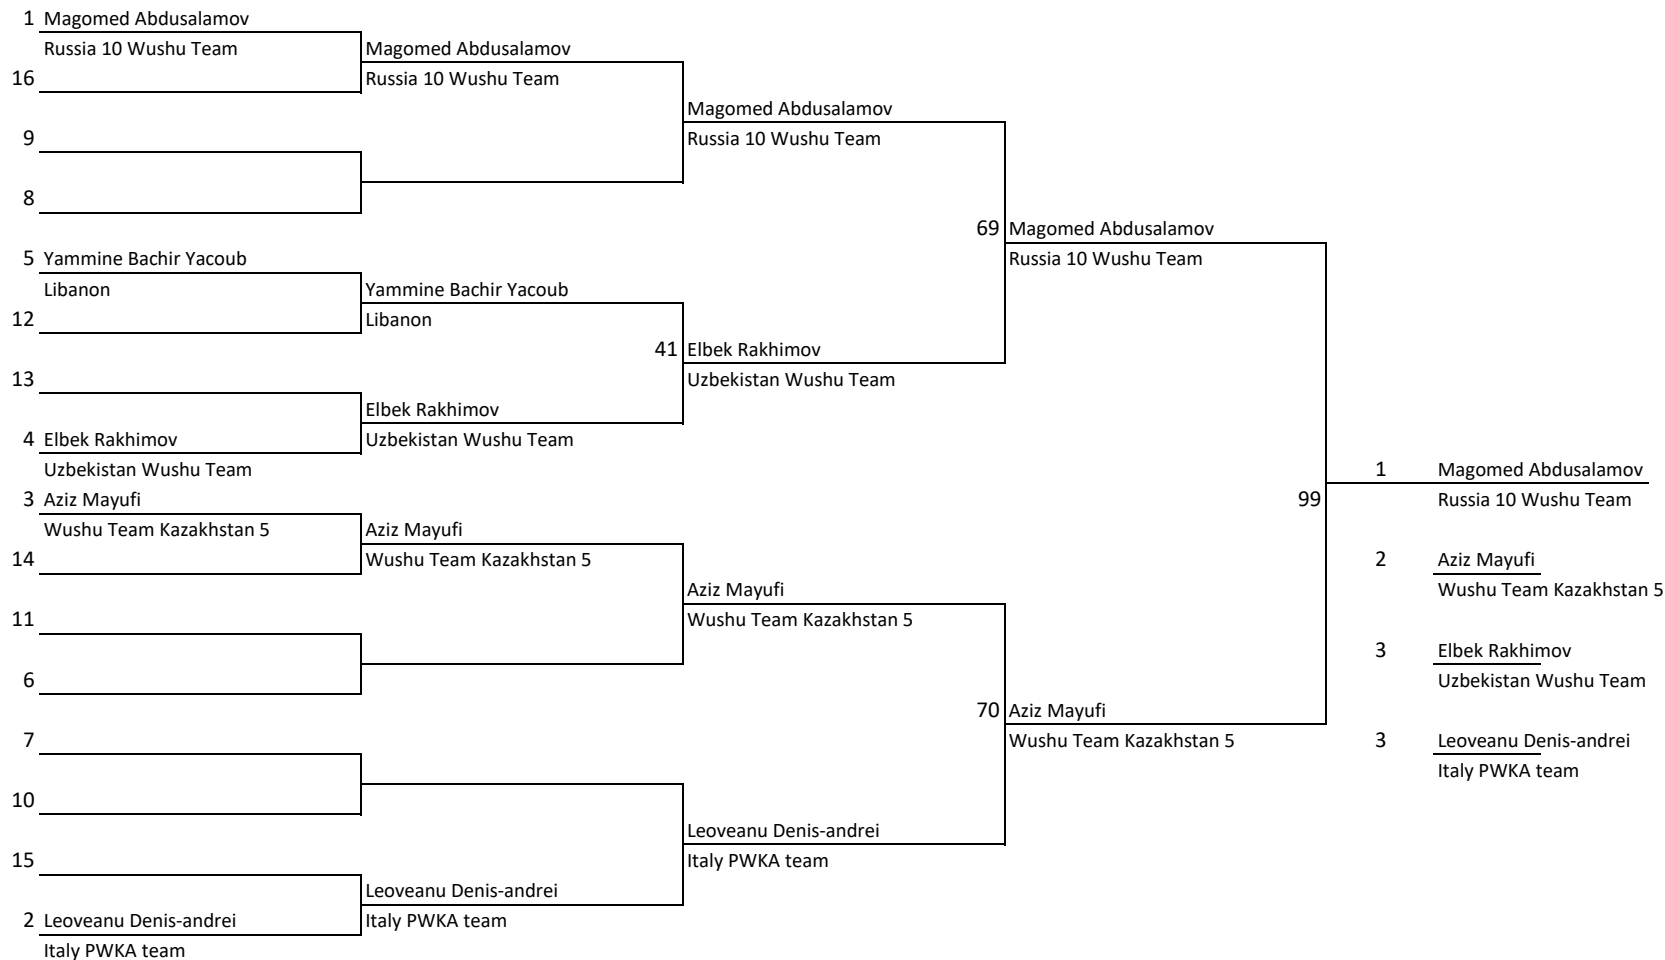 1 Magomed Abdusalamov
Russia 10 Wushu Team
Magomed Abdusalamov
16
Russia 10 Wushu Team
Magomed Abdusalamov
9
Russia 10 Wushu Team
8
69 Magomed Abdusalamov
5 Yammine Bachir Yacoub
Russia 10 Wushu Team
Libanon
Yammine Bachir Yacoub
12
Libanon
41 Elbek Rakhimov
13
Uzbekistan Wushu Team
Elbek Rakhimov
4 Elbek Rakhimov
Uzbekistan Wushu Team
Uzbekistan Wushu Team
1 Magomed Abdusalamov
3 Aziz Mayufi
99
Russia 10 Wushu Team
Wushu Team Kazakhstan 5
Aziz Mayufi
14
Wushu Team Kazakhstan 5
2 Aziz Mayufi
Aziz Mayufi
Wushu Team Kazakhstan 5
11
Wushu Team Kazakhstan 5
3 Elbek Rakhimov
6
Uzbekistan Wushu Team
70 Aziz Mayufi
7
Wushu Team Kazakhstan 5
3 Leoveanu Denis-andrei
Italy PWKA team
10
Leoveanu Denis-andrei
15
Italy PWKA team
Leoveanu Denis-andrei
2 Leoveanu Denis-andrei
Italy PWKA team
Italy PWKA team